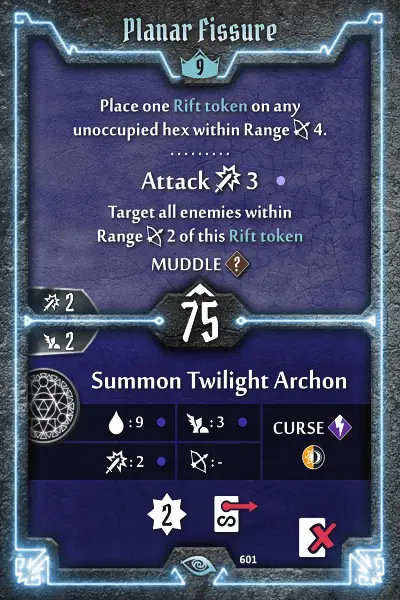 Planar Fissure
9
Place one Rift token on any
unoccupied hex within Range 4.
.........
Attack 3
Target all enemies within
Range 2 of this Rift token
MUDDLE ?
2
75
2
Summon Twilight Archon
:9 :3
CURSE
:2 :-
2
601